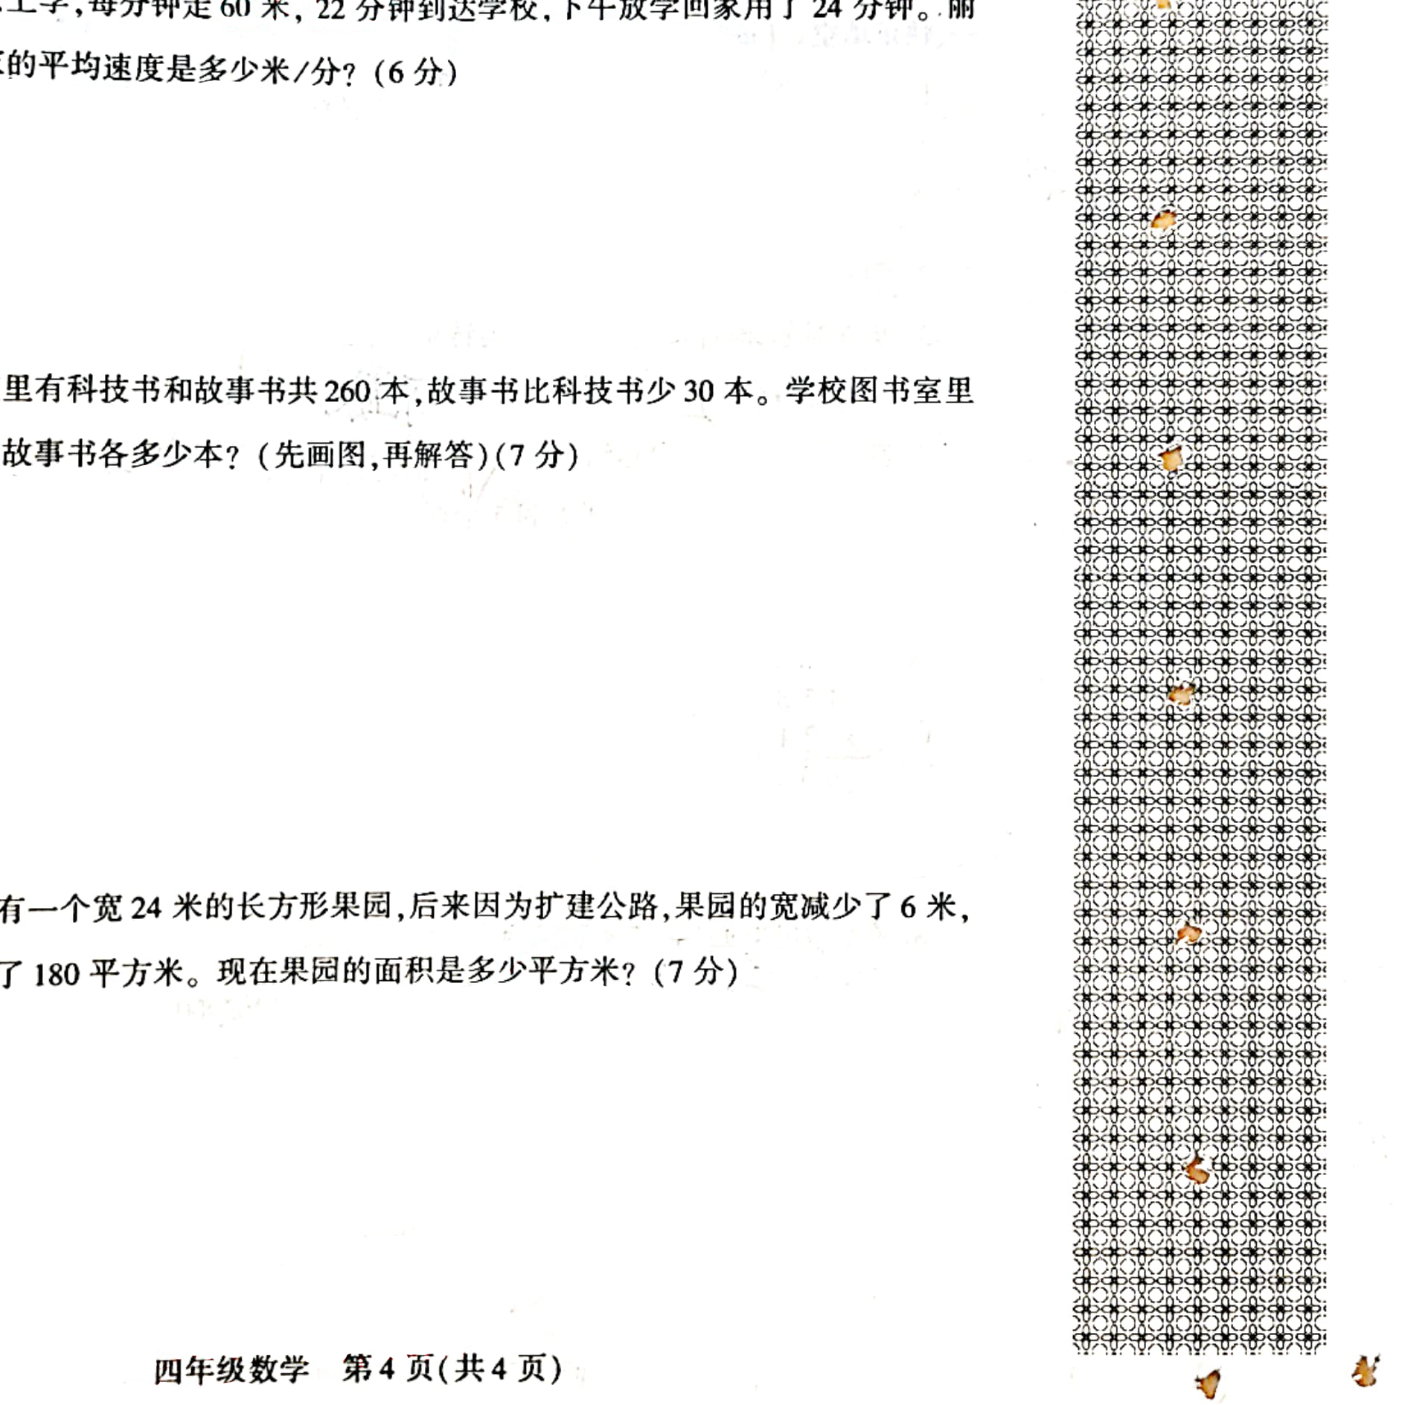 上学,每分钟走 60 米, 22 分钟到达学校,下午放学回家用了 24 分钟。丽
的平均速度是多少米/分? (6 分)
里有科技书和故事书共 260 本,故事书比科技书少 30 本。学校图书室里
故事书各多少本? (先画图,再解答)(7 分)
有一个宽 24 米的长方形果园,后来因为扩建公路,果园的宽减少了 6 米,
了 180 平方米。现在果园的面积是多少平方米? (7 分)
四年级数学 第 4 页(共 4 页)